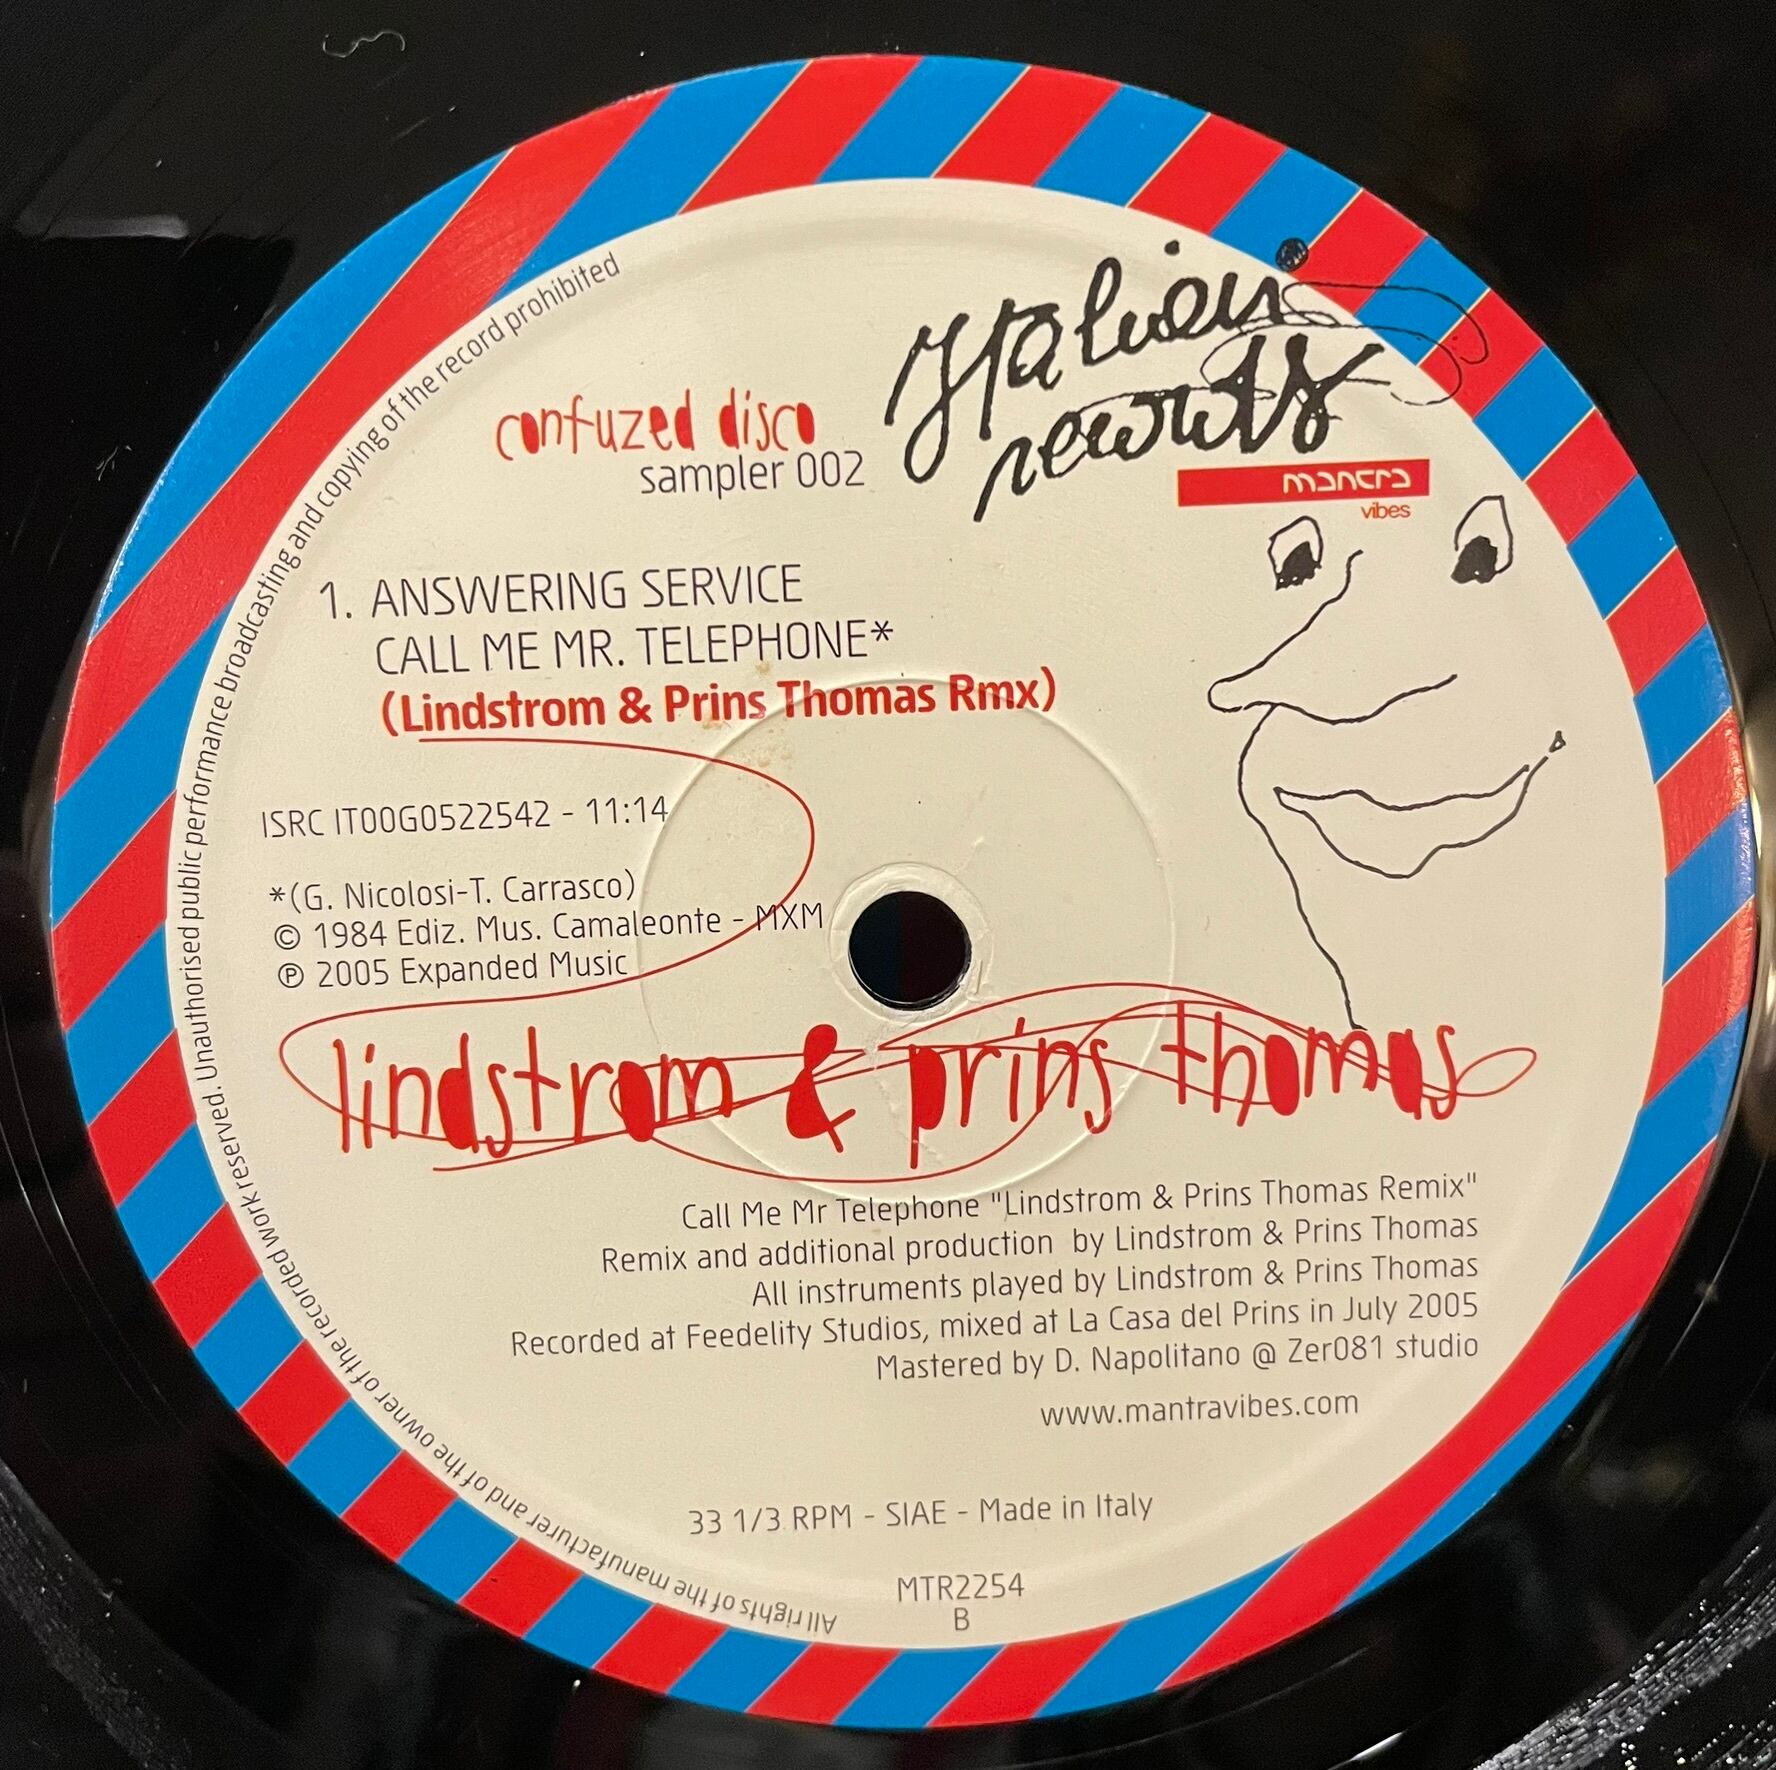 Italian
rewuts
confuzed disco
sampler 002
mantra
vibes
1. ANSWERING SERVICE
CALL ME MR. TELEPHONE*
(Lindstrom & Prins Thomas Rmx)
ISRC IT00G0522542 - 11:14
*(G. Nicolosi-T. Carrasco)
© 1984 Ediz. Mus. Camaleonte - MXM
℗ 2005 Expanded Music
lindstrom & prins thomas
Call Me Mr Telephone "Lindstrom & Prins Thomas Remix"
Remix and additional production by Lindstrom & Prins Thomas
All instruments played by Lindstrom & Prins Thomas
Recorded at Feedelity Studios, mixed at La Casa del Prins in July 2005
Mastered by D. Napolitano @ Zer081 studio
www.mantravibes.com
33 1/3 RPM - SIAE - Made in Italy
MTR2254
B
All rights of the manufacturer and of the owner of the recorded work reserved. Unauthorised public performance broadcasting and copying of the record prohibited